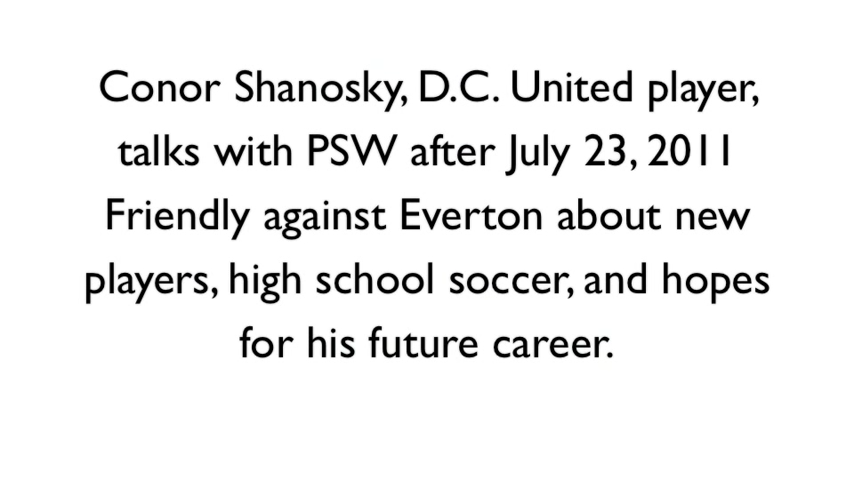 Conor Shanosky, D.C. United player,
talks with PSW after July 23, 2011
Friendly against Everton about new
players, high school soccer, and hopes
for his future career.